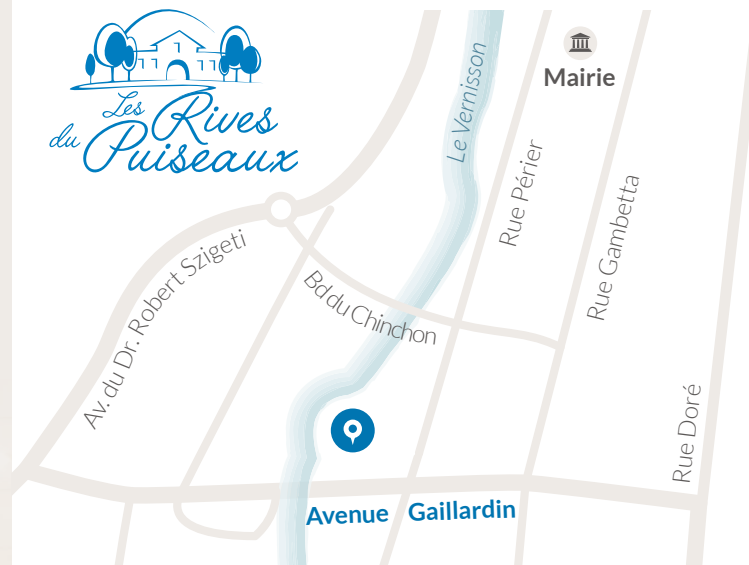 Les Rives
du Puiseaux
Mairie
Le Vernisson
Rue Périer
Rue Gambetta
Av. du Dr. Robert Szigeti
Bd du Chinchon
Rue Doré
Avenue Gaillardin